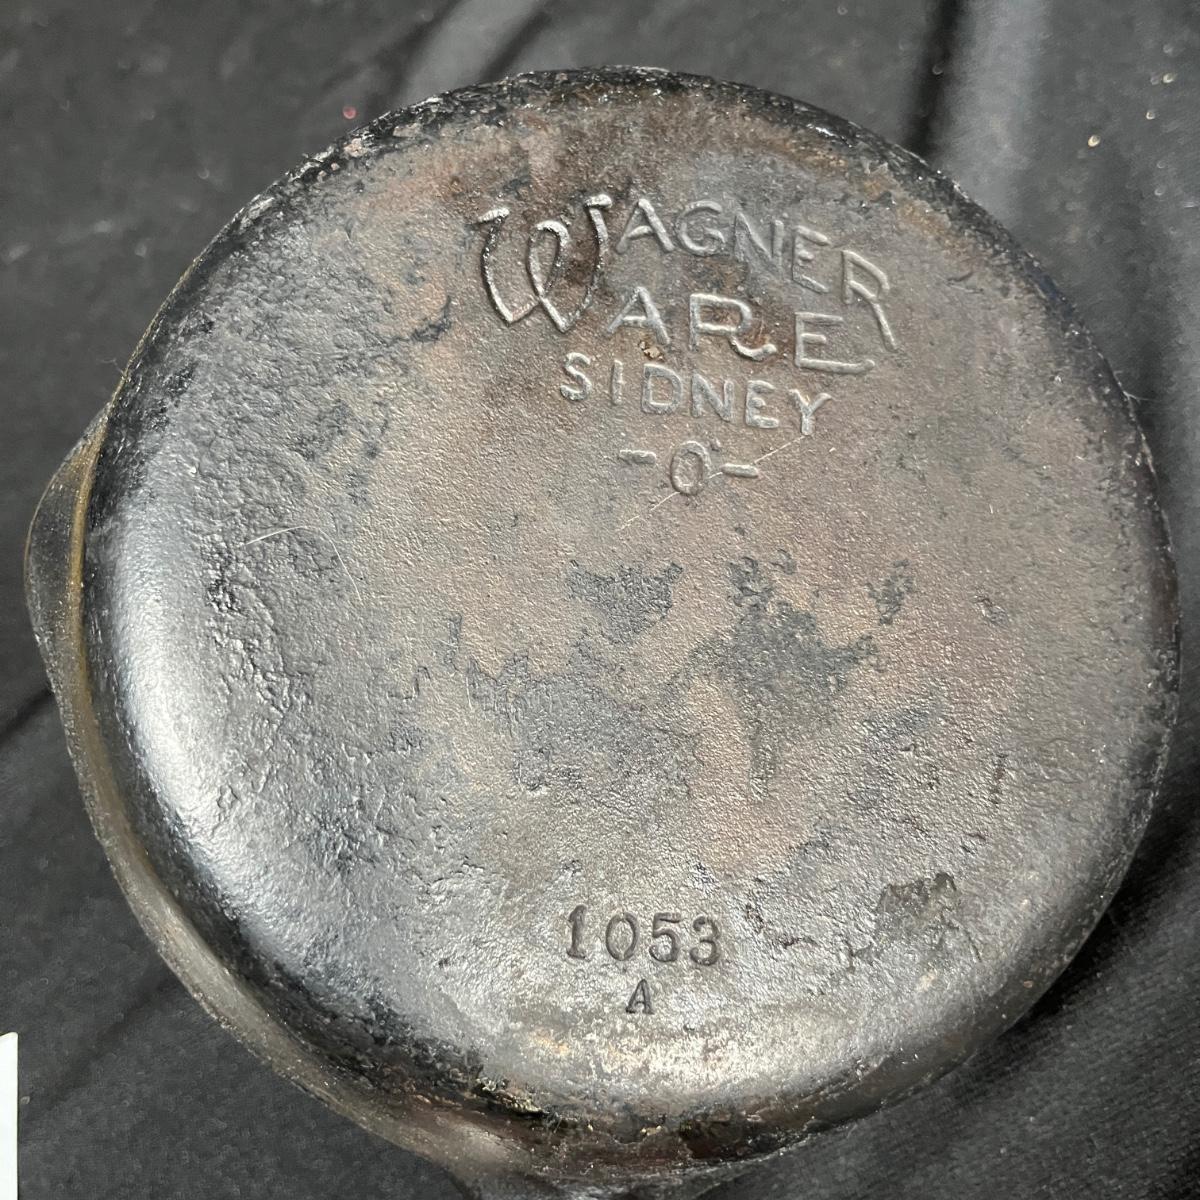 WAGNER
WARE
SIDNEY
-O-
1053
A